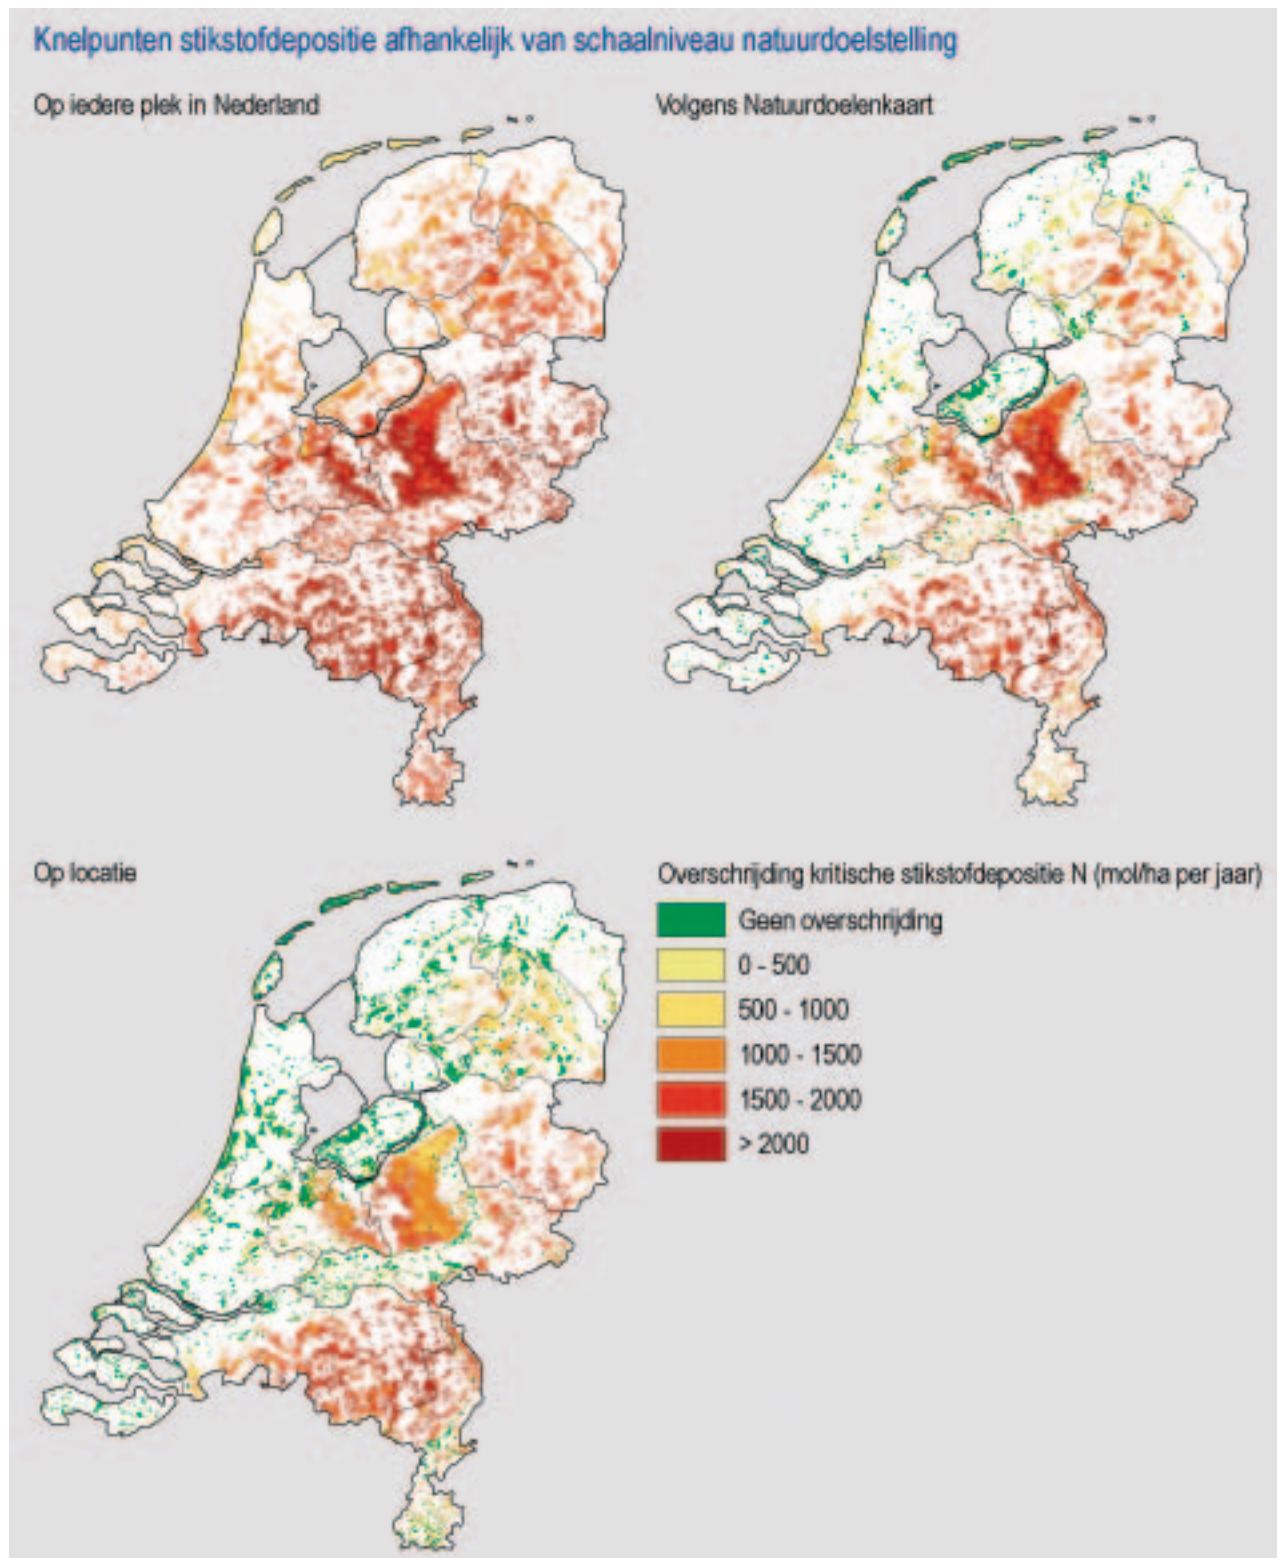 Knelpunten stikstofdepositie afhankelijk van schaalniveau natuurdoelstelling
Op iedere plek in Nederland
Volgens Natuurdoelenkaart
Op locatie
Overschrijding kritische stikstofdepositie N (mol/ha per jaar)
Geen overschrijding
0 - 500
500 - 1000
1000 - 1500
1500 - 2000
> 2000